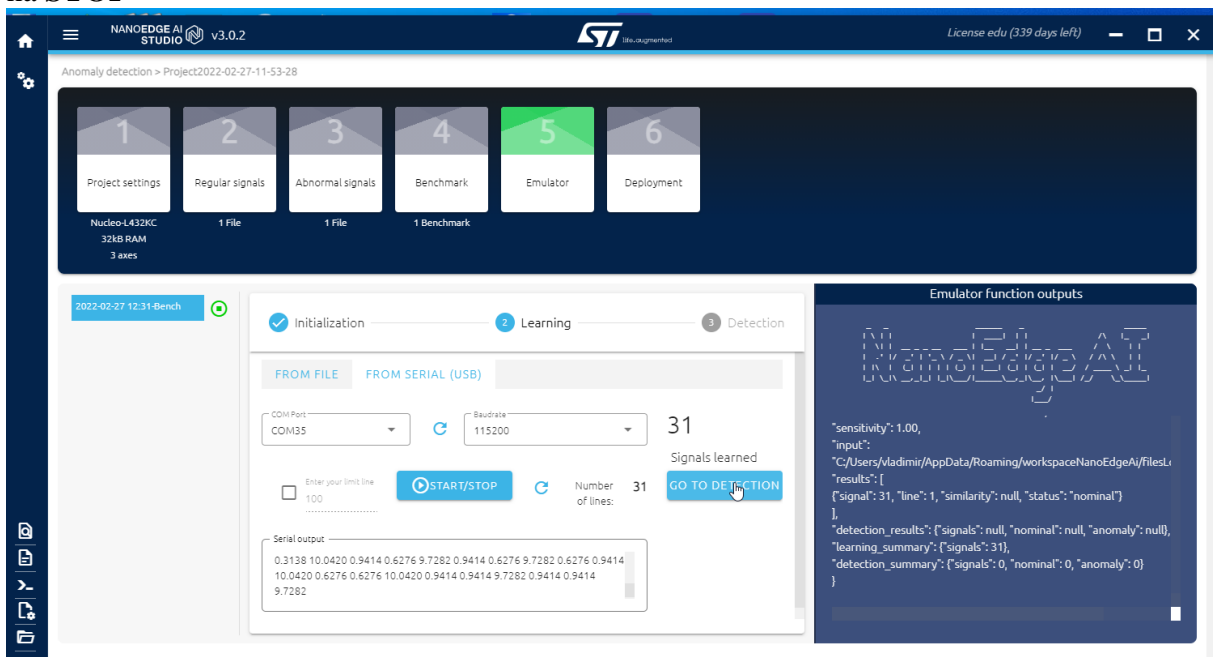 NANOEDGE AI STUDIO v3.0.2
life.augmented
License edu (339 days left)
Anomaly detection > Project2022-02-27-11-53-28
1 2 3 4 5 6
Project settings Regular signals Abnormal signals Benchmark Emulator Deployment
Nucleo-L432KC 1 File 1 File 1 Benchmark
32kB RAM
3 axes
2022-02-27 12:31-Bench
Initialization 2 Learning 3 Detection
FROM FILE FROM SERIAL (USB)
COM Port Baudrate
COM35 115200 31
Signals learned
Enter your limit line
100
START/STOP Number of lines: 31 GO TO DETECTION
Serial output
0.3138 10.0420 0.9414 0.6276 9.7282 0.9414 0.6276 9.7282 0.6276 0.9414
10.0420 0.6276 0.6276 10.0420 0.9414 0.9414 9.7282 0.9414 0.9414
9.7282
Emulator function outputs
NanoEdge AI
"sensitivity": 1.00,
"input":
"C:/Users/vladimir/AppData/Roaming/workspaceNanoEdgeAi/filesL
"results": [
{"signal": 31, "line": 1, "similarity": null, "status": "nominal"}
],
"detection_results": {"signals": null, "nominal": null, "anomaly": null},
"learning_summary": {"signals": 31},
"detection_summary": {"signals": 0, "nominal": 0, "anomaly": 0}
}